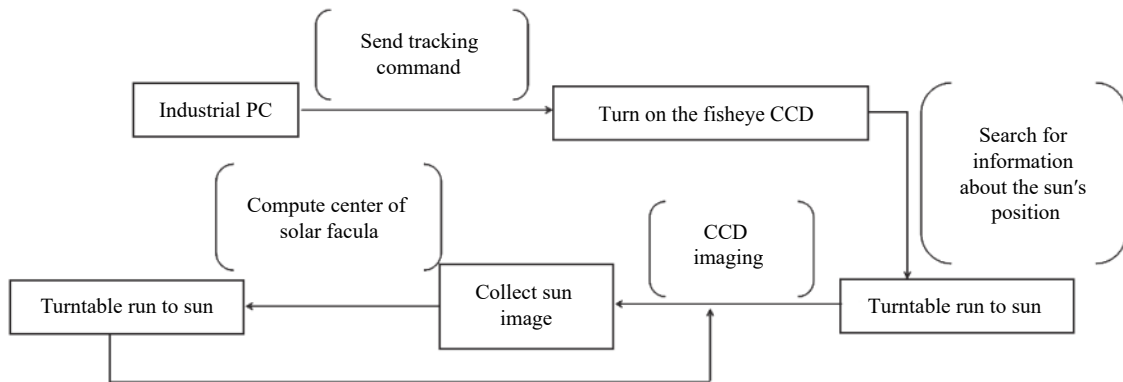 Send tracking
command
Industrial PC
Turn on the fisheye CCD
Search for
information
about the sun′s
position
Compute center of
solar facula
CCD
imaging
Turntable run to sun
Collect sun
image
Turntable run to sun